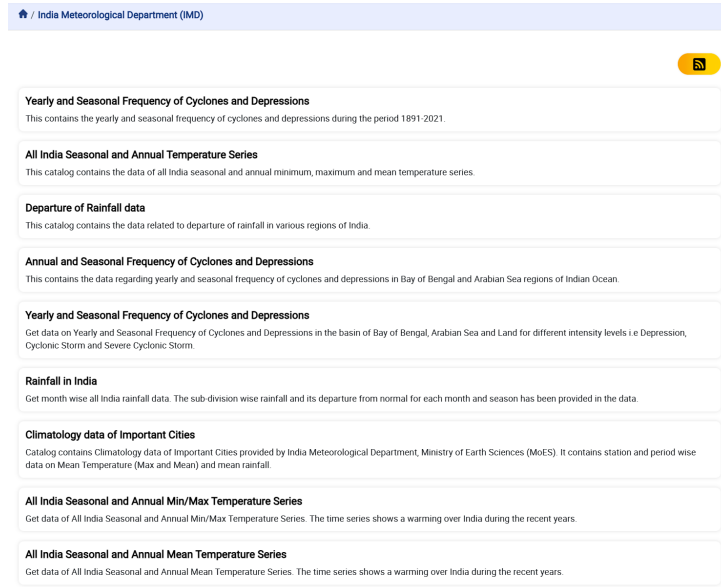 / India Meteorological Department (IMD)
Yearly and Seasonal Frequency of Cyclones and Depressions
This contains the yearly and seasonal frequency of cyclones and depressions during the period 1891-2021.
All India Seasonal and Annual Temperature Series
This catalog contains the data of all India seasonal and annual minimum, maximum and mean temperature series.
Departure of Rainfall data
This catalog contains the data related to departure of rainfall in various regions of India.
Annual and Seasonal Frequency of Cyclones and Depressions
This contains the data regarding yearly and seasonal frequency of cyclones and depressions in Bay of Bengal and Arabian Sea regions of Indian Ocean.
Yearly and Seasonal Frequency of Cyclones and Depressions
Get data on Yearly and Seasonal Frequency of Cyclones and Depressions in the basin of Bay of Bengal, Arabian Sea and Land for different intensity levels i.e Depression,
Cyclonic Storm and Severe Cyclonic Storm.
Rainfall in India
Get month wise all India rainfall data. The sub-division wise rainfall and its departure from normal for each month and season has been provided in the data.
Climatology data of Important Cities
Catalog contains Climatology data of Important Cities provided by India Meteorological Department, Ministry of Earth Sciences (MoES). It contains station and period wise
data on Mean Temperature (Max and Mean) and mean rainfall.
All India Seasonal and Annual Min/Max Temperature Series
Get data of All India Seasonal and Annual Min/Max Temperature Series. The time series shows a warming over India during the recent years.
All India Seasonal and Annual Mean Temperature Series
Get data of All India Seasonal and Annual Mean Temperature Series. The time series shows a warming over India during the recent years.